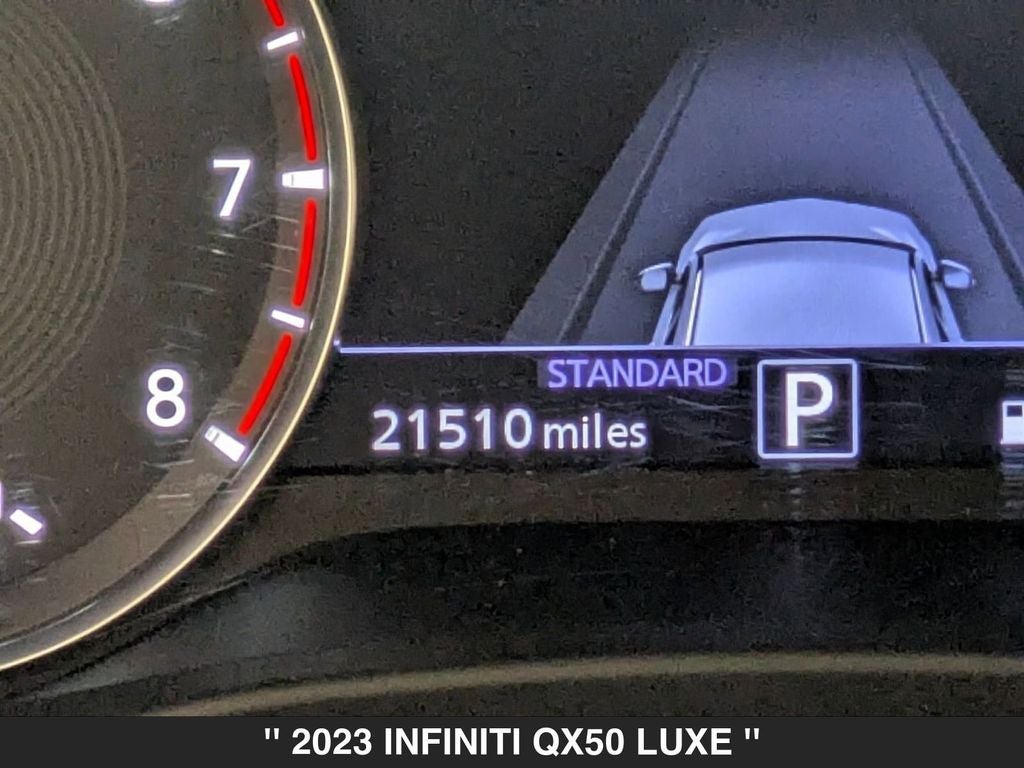 7
8
STANDARD
21510 miles
P
" 2023 INFINITI QX50 LUXE "